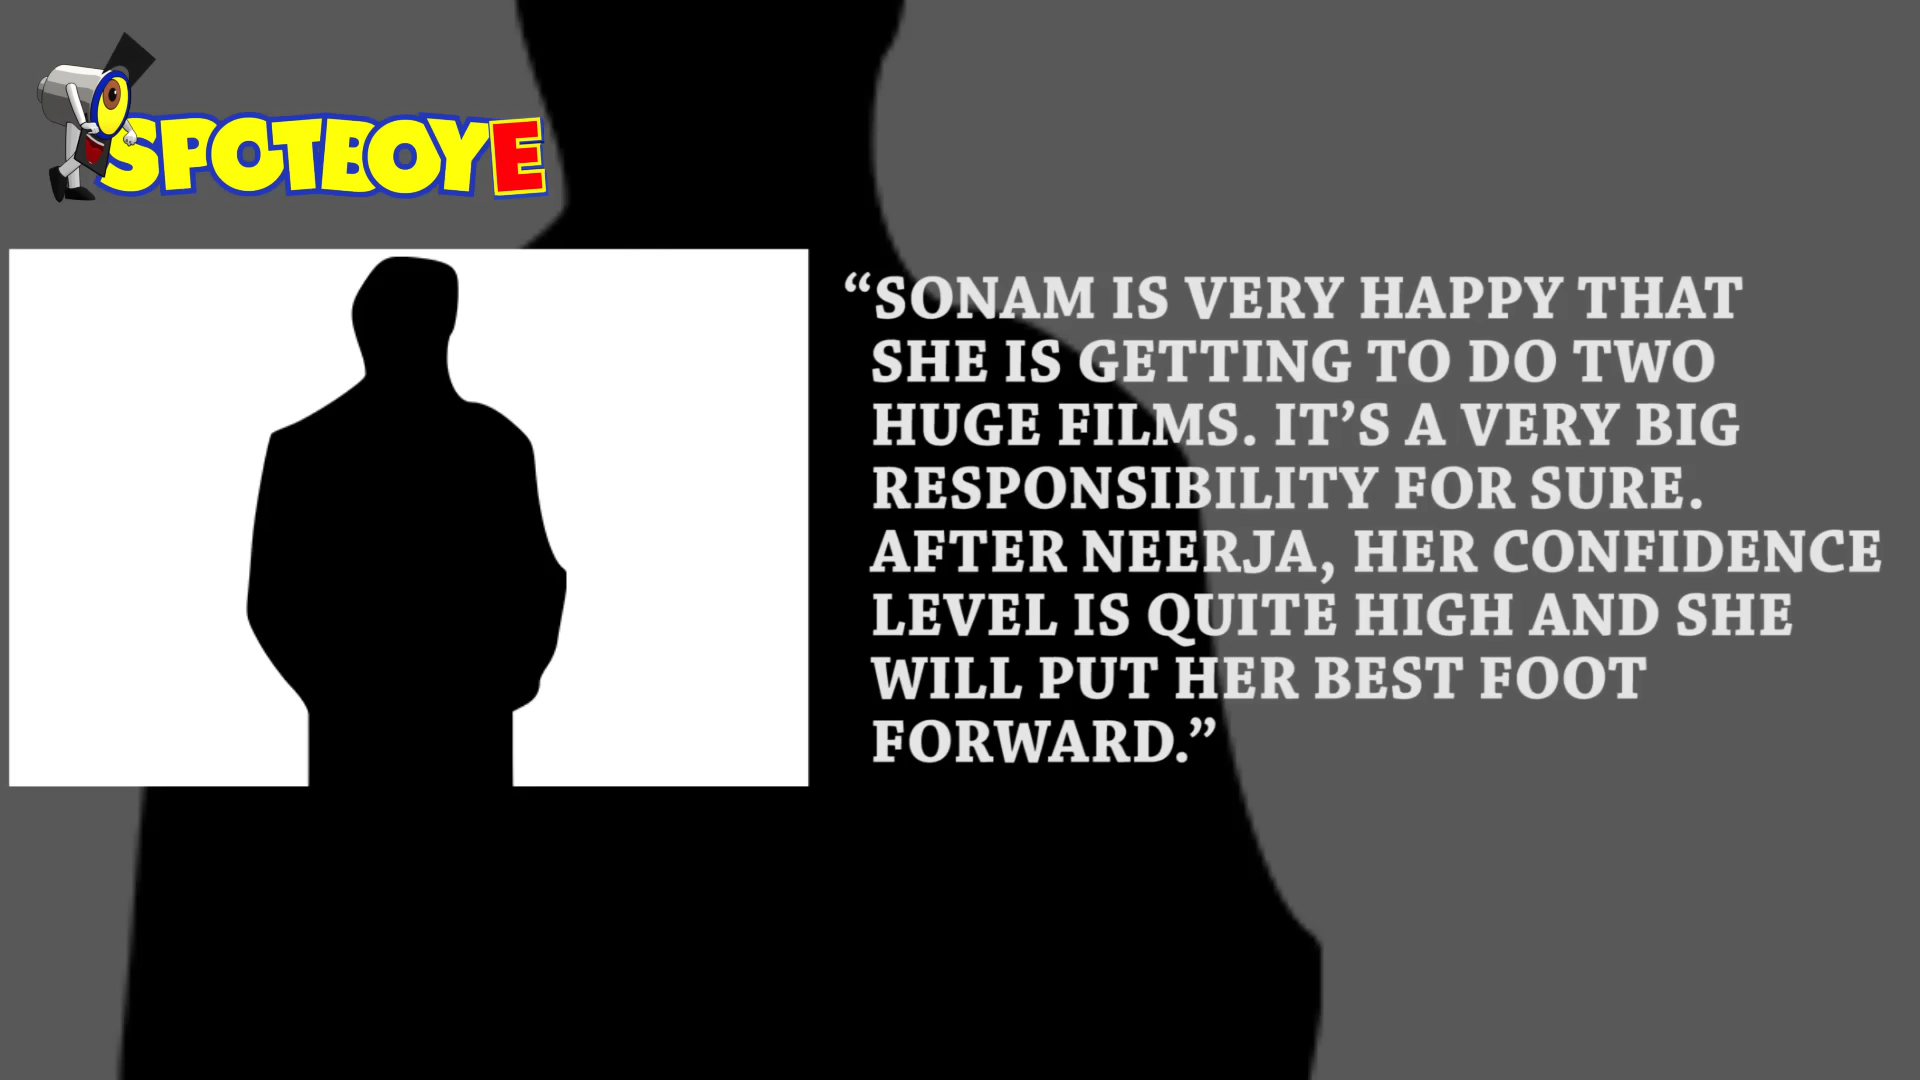 SPOTBOYE
“SONAM IS VERY HAPPY THAT
SHE IS GETTING TO DO TWO
HUGE FILMS. IT’S A VERY BIG
RESPONSIBILITY FOR SURE.
AFTER NEERJA, HER CONFIDENCE
LEVEL IS QUITE HIGH AND SHE
WILL PUT HER BEST FOOT
FORWARD.”